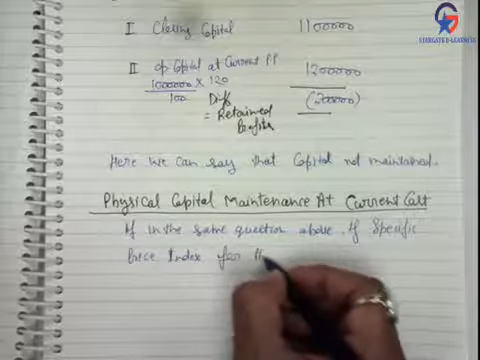 I Closing Capital 1100000
II op Capital at Current PP 1200000
1000000 x 120
100
Diff (200000)
= Retained
Profits
Here we can say that Capital not maintained.
Physical Capital Maintenance At Current Cost
If in the same question above, If Specific
Price Index for
STARGATE E-LEARNING